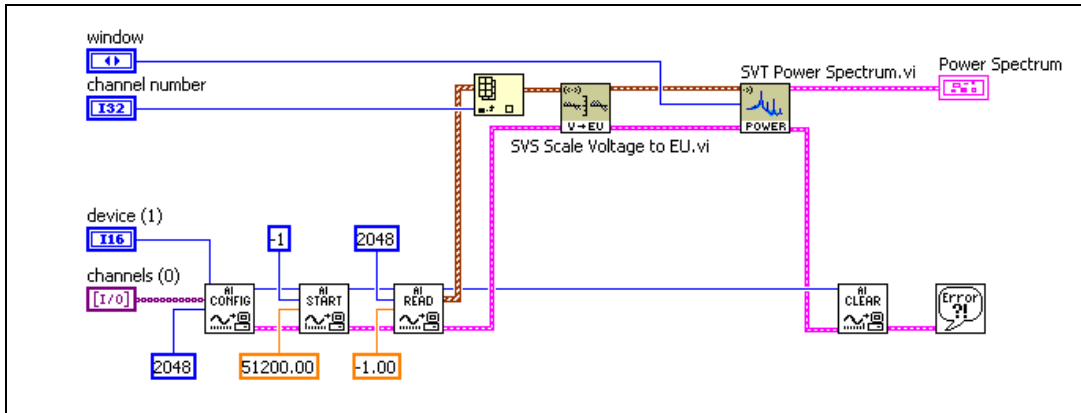 window
channel number
I32
SVT Power Spectrum.vi
Power Spectrum
V→EU
POWER
SVS Scale Voltage to EU.vi
device (1)
I16
-1
2048
channels (0)
[I/O]
AI
CONFIG
AI
START
AI
READ
AI
CLEAR
Error
?!
2048
51200.00
-1.00